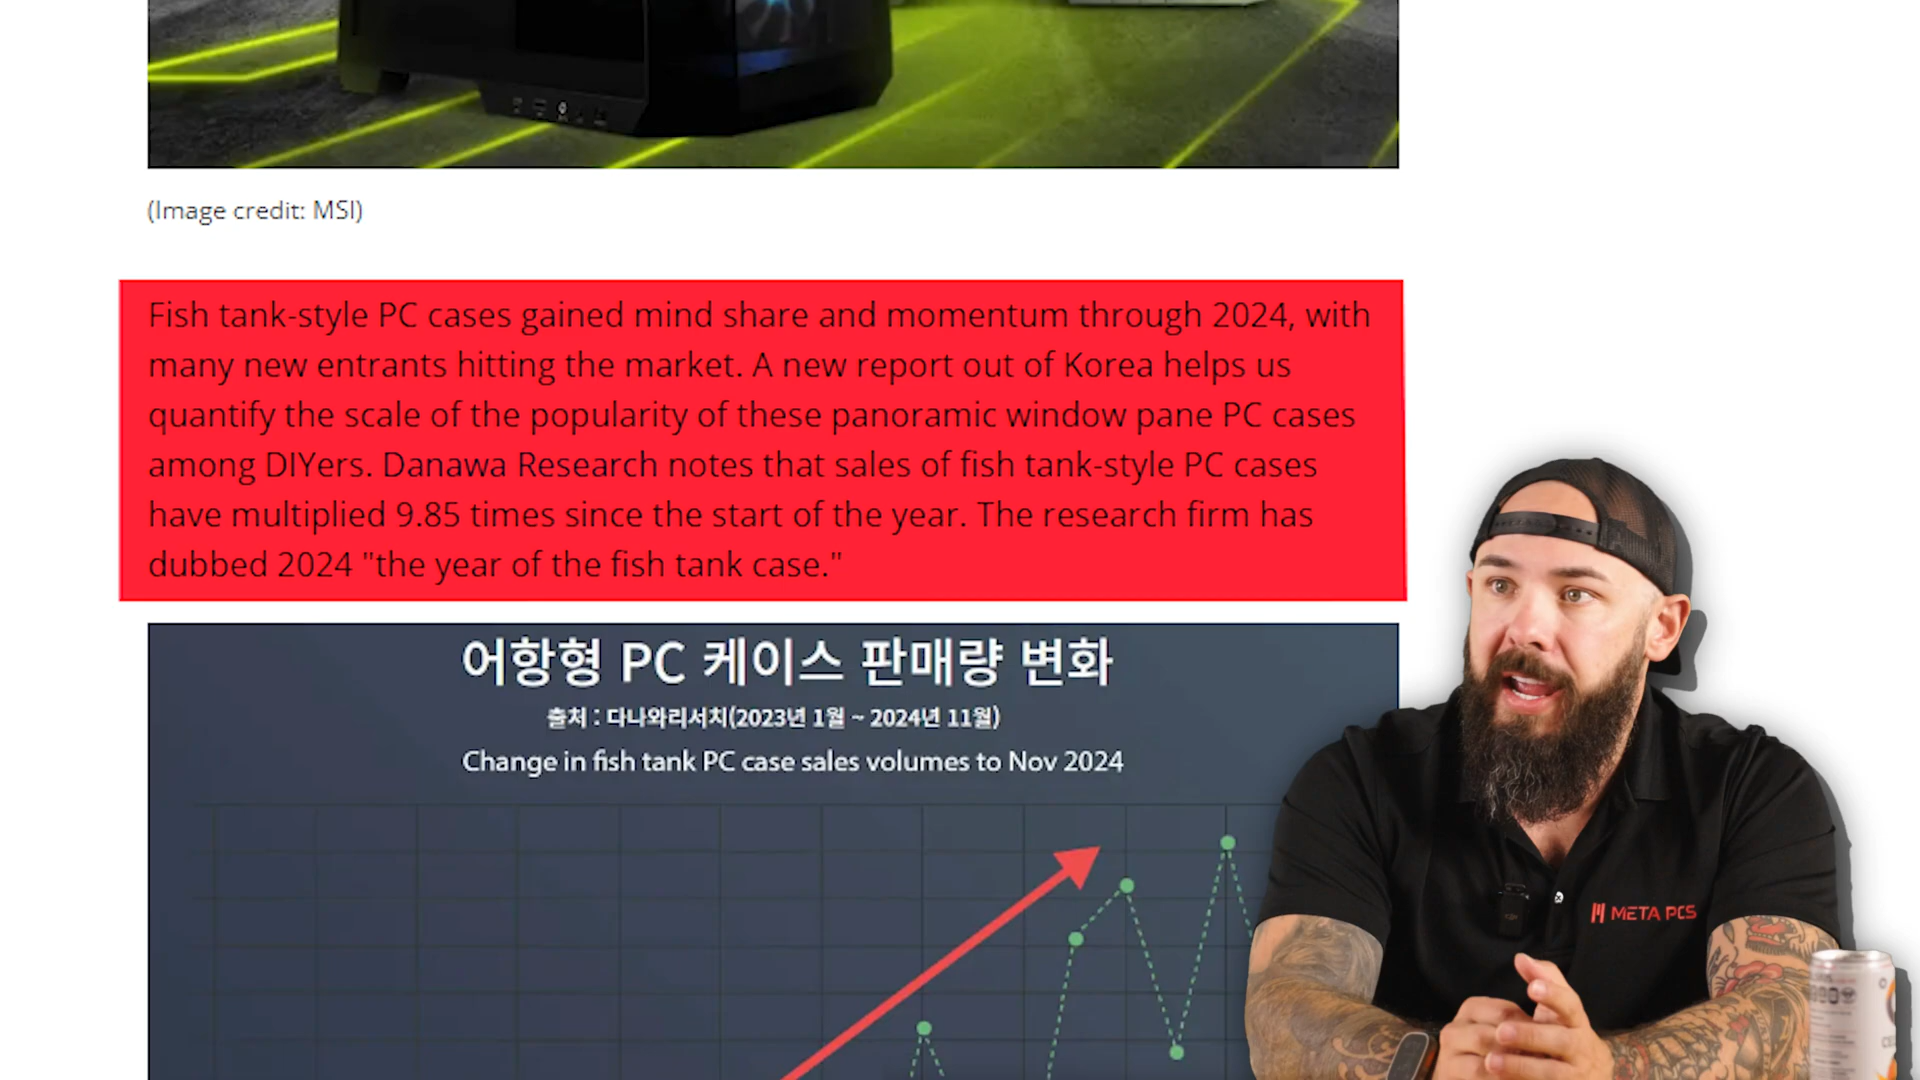 (Image credit: MSI)
Fish tank-style PC cases gained mind share and momentum through 2024, with
many new entrants hitting the market. A new report out of Korea helps us
quantify the scale of the popularity of these panoramic window pane PC cases
among DIYers. Danawa Research notes that sales of fish tank-style PC cases
have multiplied 9.85 times since the start of the year. The research firm has
dubbed 2024 "the year of the fish tank case."
어항형 PC 케이스 판매량 변화
출처 : 다나와리서치(2023년 1월 ~ 2024년 11월)
Change in fish tank PC case sales volumes to Nov 2024
META PCS